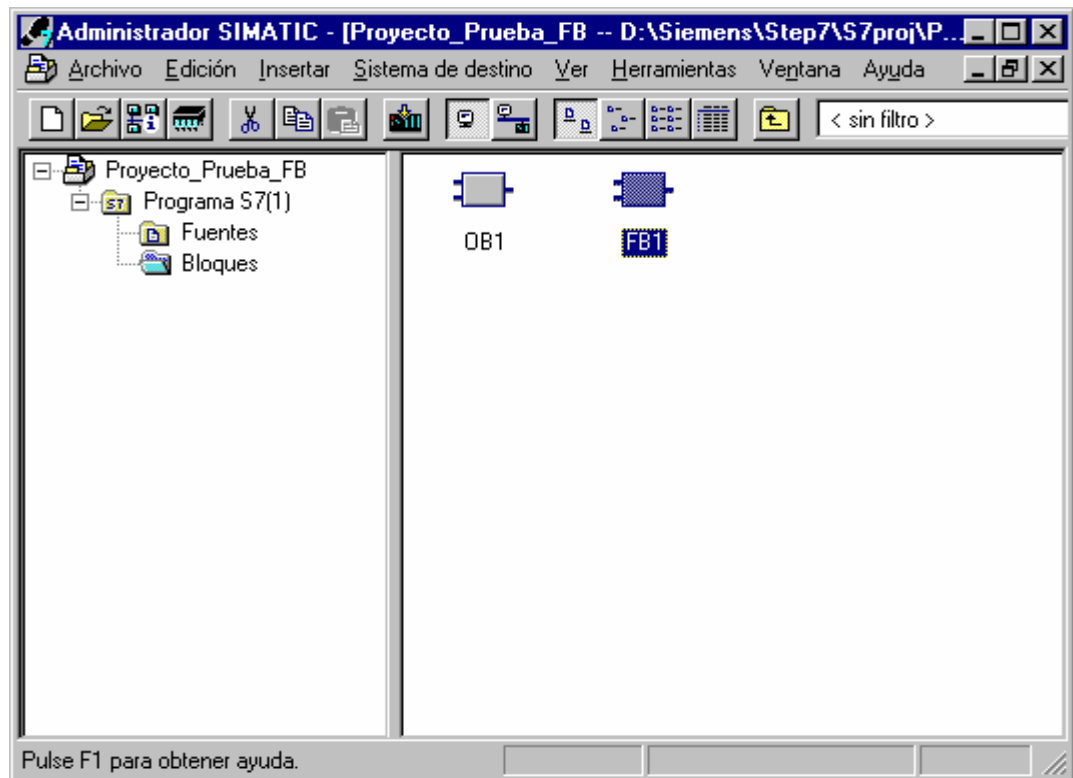 Administrador SIMATIC - [Proyecto_Prueba_FB -- D:\Siemens\Step7\S7proj\P...
Archivo Edición Insertar Sistema de destino Ver Herramientas Ventana Ayuda
< sin filtro >
Proyecto_Prueba_FB
S7 Programa S7(1)
Fuentes
Bloques
OB1
FB1
Pulse F1 para obtener ayuda.